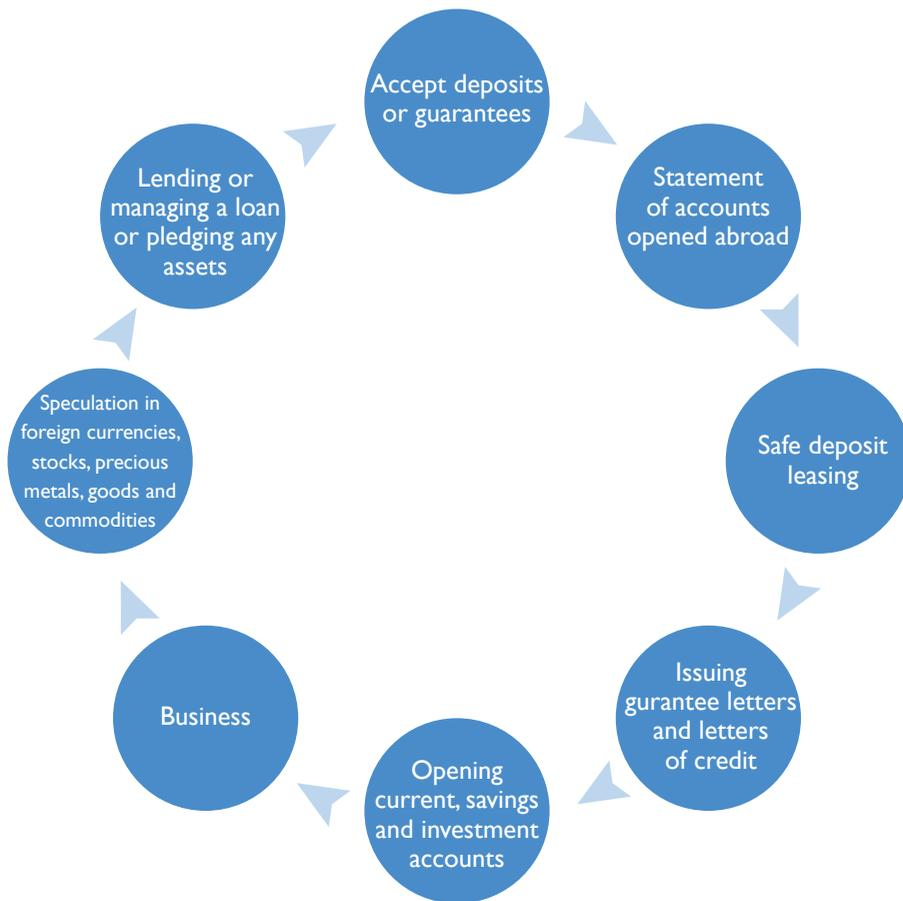 Accept deposits
or guarantees
Statement
of accounts
opened abroad
Safe deposit
leasing
Issuing
gurantee letters
and letters
of credit
Opening
current, savings
and investment
accounts
Business
Speculation in
foreign currencies,
stocks, precious
metals, goods and
commodities
Lending or
managing a loan
or pledging any
assets